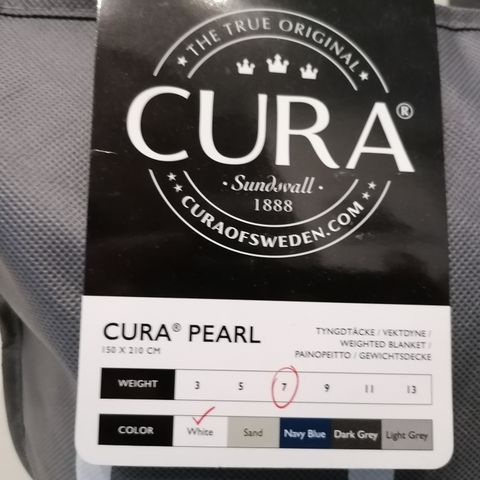 THE TRUE ORIGINAL
CURA®
· Sundsvall ·
1888
CURAOFSWEDEN.COM
CURA® PEARL
150 X 210 CM
TYNGDTÄCKE / VEKTDYNE /
WEIGHTED BLANKET /
PAINOPEITTO / GEWICHTSDECKE
WEIGHT 3 5 7 9 11 13
COLOR White Sand Navy Blue Dark Grey Light Grey